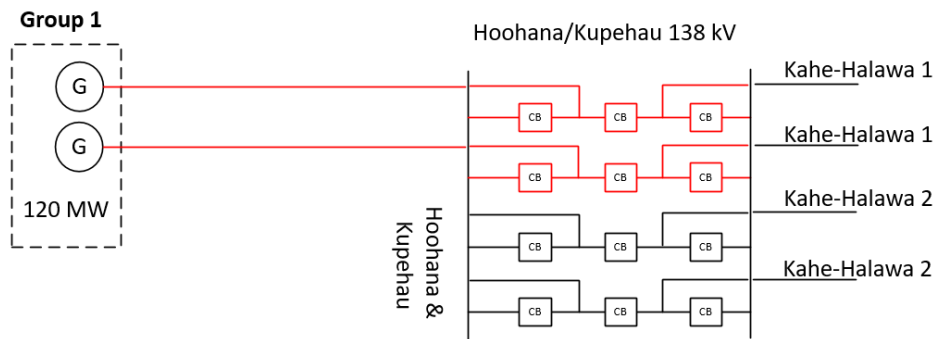 Group 1
Hoohana/Kupehau 138 kV
G
Kahe-Halawa 1
CB CB CB
G
Kahe-Halawa 1
CB CB CB
120 MW
Kahe-Halawa 2
CB CB CB
Hoohana &
Kupehau
Kahe-Halawa 2
CB CB CB